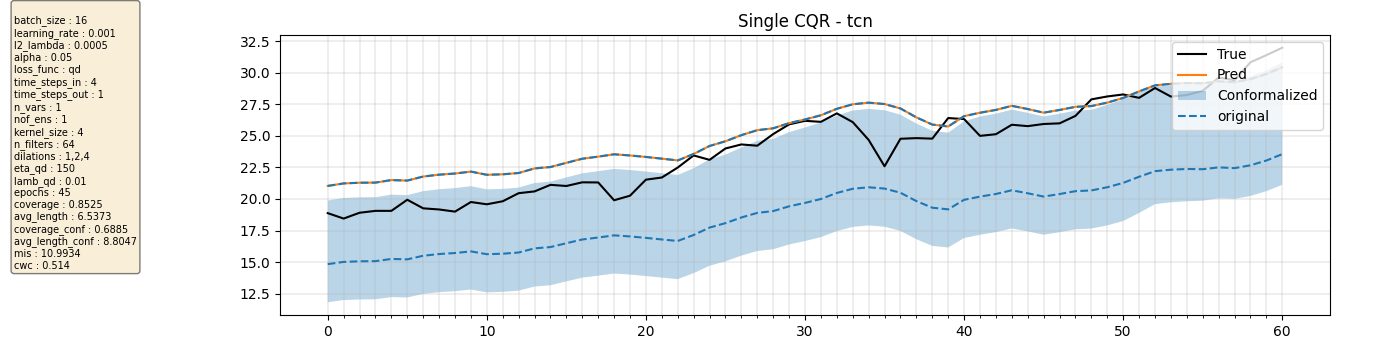 batch_size : 16
learning_rate : 0.001
l2_lambda : 0.0005
alpha : 0.05
loss_func : qd
time_steps_in : 4
time_steps_out : 1
n_vars : 1
nof_ens : 1
kernel_size : 4
n_filters : 64
dilations : 1,2,4
eta_qd : 150
lamb_qd : 0.01
epochs : 45
coverage : 0.8525
avg_length : 6.5373
coverage_conf : 0.6885
avg_length_conf : 8.8047
mis : 10.9934
cwc : 0.514
Single CQR - tcn
32.5
30.0
27.5
25.0
22.5
20.0
17.5
15.0
12.5
0 10 20 30 40 50 60
True
Pred
Conformalized
original